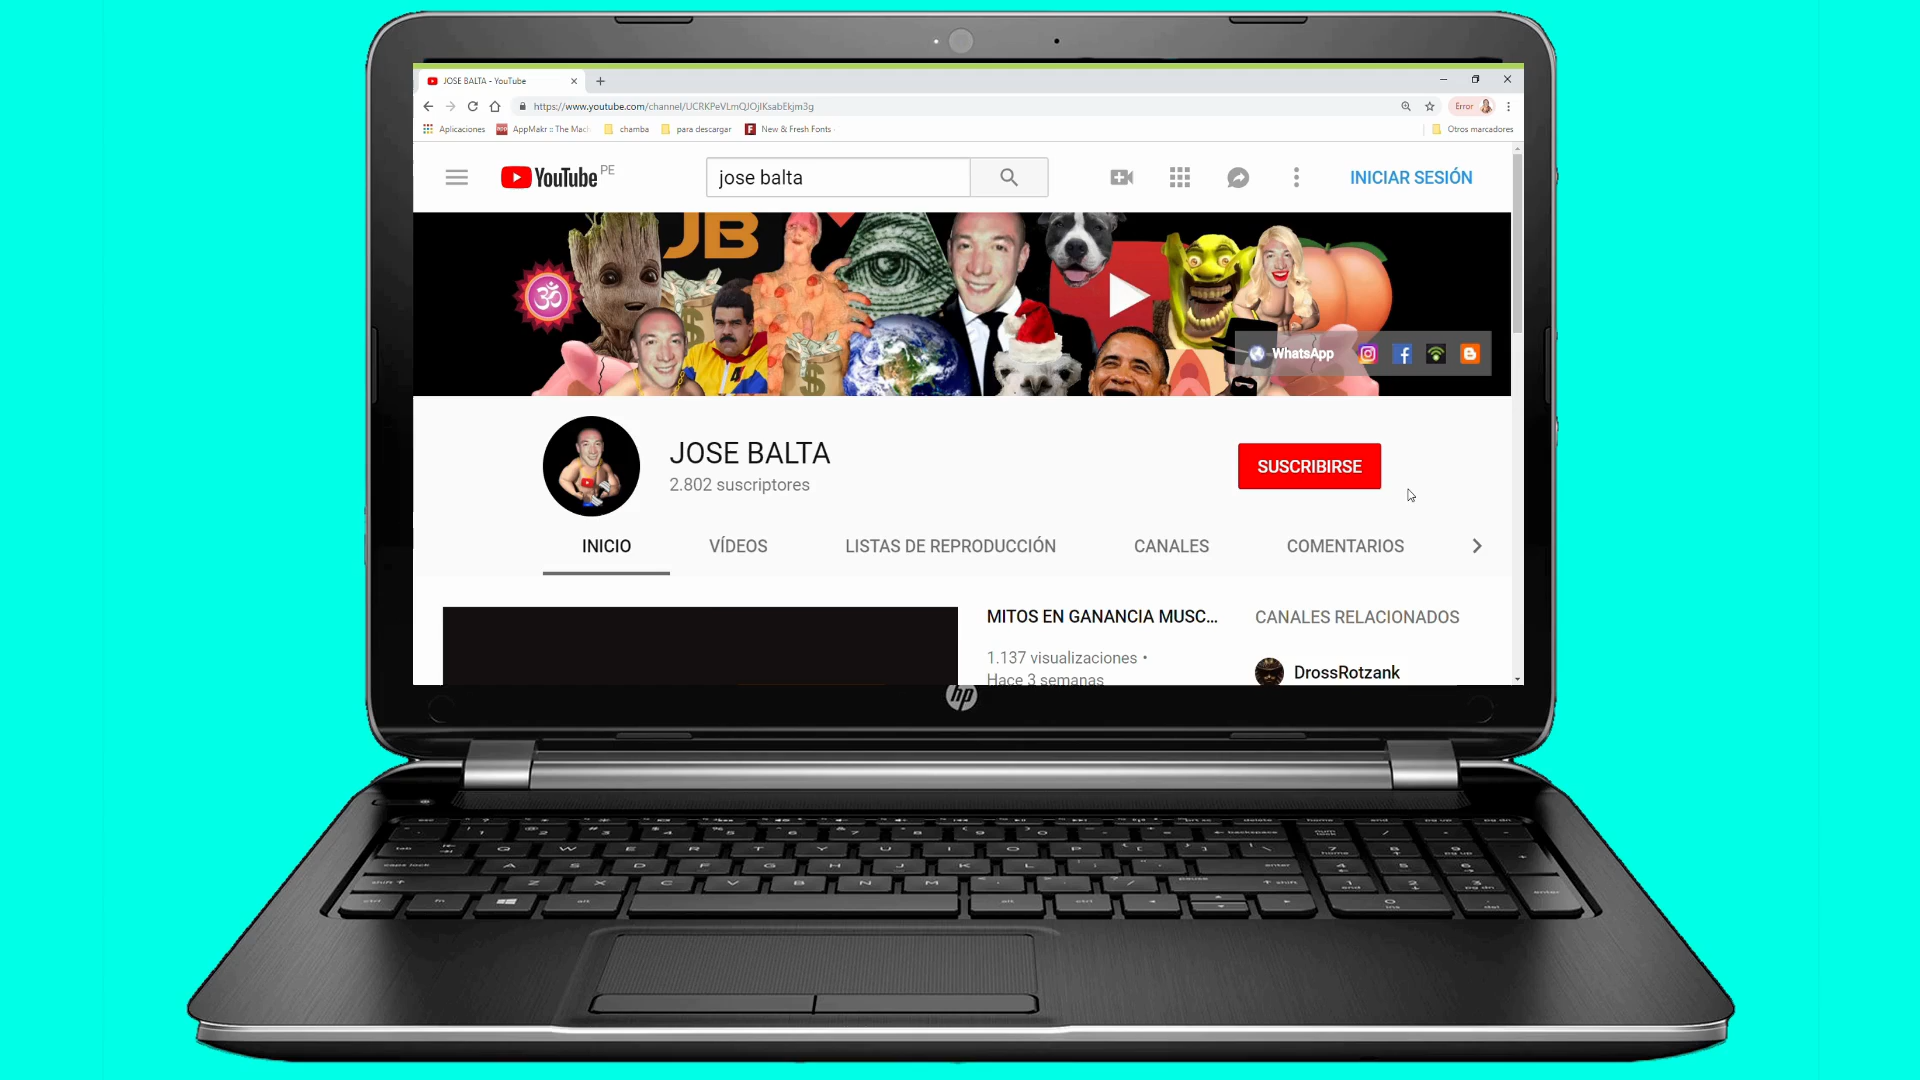 JOSE BALTA - YouTube
https://www.youtube.com/channel/UCRKPeVLmQJOjIKsabEkjm3g
Error
Aplicaciones
AppMakr :: The Mac
chamba
para descargar
New & Fresh Fonts
Otros marcadores
YouTube PE
jose balta
INICIAR SESIÓN
JB
WhatsApp
JOSE BALTA
2.802 suscriptores
SUSCRIBIRSE
INICIO
VÍDEOS
LISTAS DE REPRODUCCIÓN
CANALES
COMENTARIOS
MITOS EN GANANCIA MUSC...
CANALES RELACIONADOS
1.137 visualizaciones •
Hace 3 semanas
DrossRotzank
hp
Q W E R T Y U I O P
A S D F G H J K L
Z X C V B N M